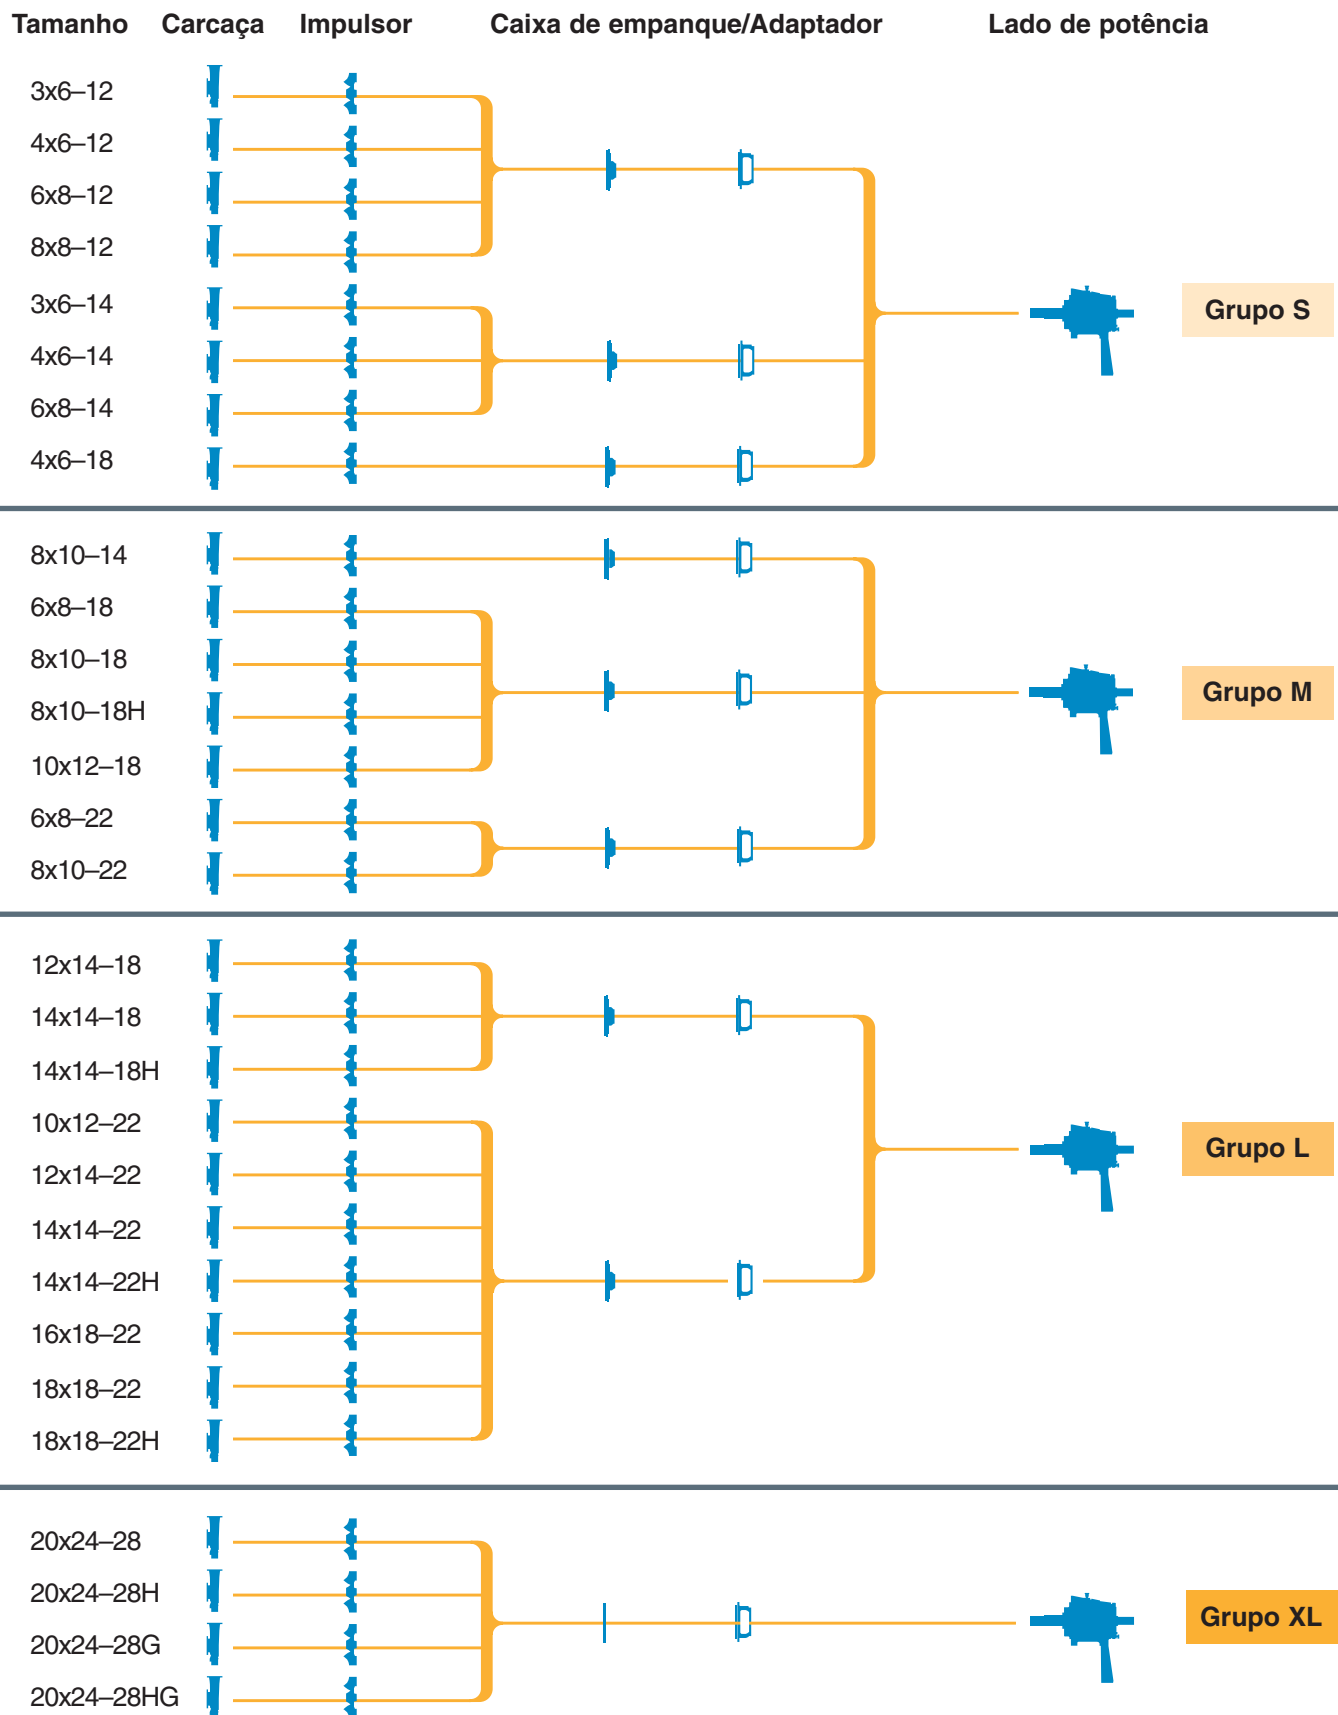 Tamanho Carcaça Impulsor Caixa de empanque/Adaptador Lado de potência
3x6–12
4x6–12
6x8–12
8x8–12
3x6–14
Grupo S
4x6–14
6x8–14
4x6–18
8x10–14
6x8–18
8x10–18
Grupo M
8x10–18H
10x12–18
6x8–22
8x10–22
12x14–18
14x14–18
14x14–18H
10x12–22
Grupo L
12x14–22
14x14–22
14x14–22H
16x18–22
18x18–22
18x18–22H
20x24–28
20x24–28H
Grupo XL
20x24–28G
20x24–28HG